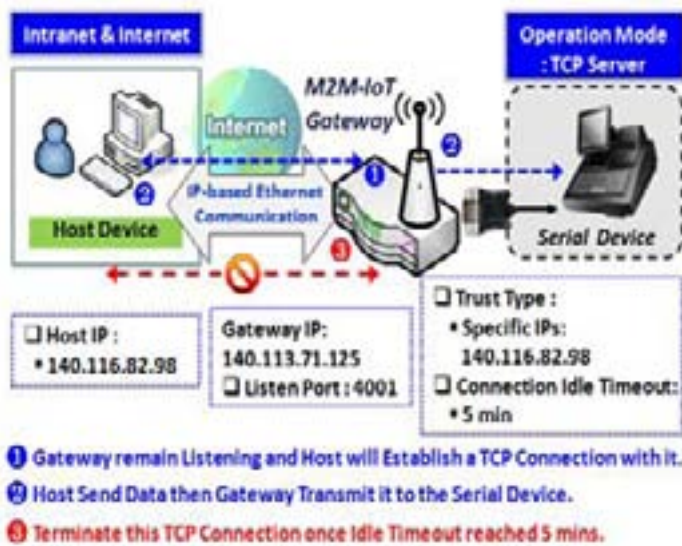 Intranet & Internet
Operation Mode
: TCP Server
M2M-IoT
Gateway
Internet
IP-based Ethernet
Communication
1
2
2
3
Host Device
Serial Device
❑ Host IP :
▪ 140.116.82.98
Gateway IP:
140.113.71.125
❑ Listen Port : 4001
❑ Trust Type :
▪ Specific IPs:
140.116.82.98
❑ Connection Idle Timeout:
▪ 5 min
❶ Gateway remain Listening and Host will Establish a TCP Connection with it.
❷ Host Send Data then Gateway Transmit it to the Serial Device.
❸ Terminate this TCP Connection once Idle Timeout reached 5 mins.